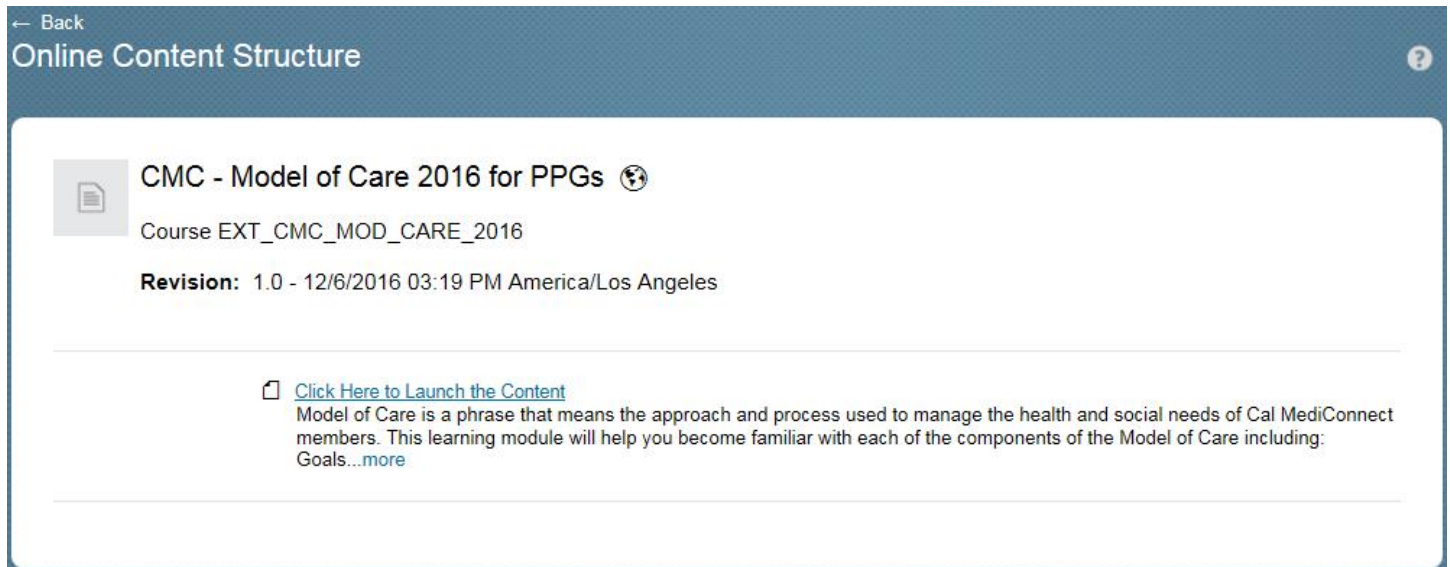 ← Back
Online Content Structure
?
CMC - Model of Care 2016 for PPGs
Course EXT_CMC_MOD_CARE_2016
Revision: 1.0 - 12/6/2016 03:19 PM America/Los Angeles
Click Here to Launch the Content
Model of Care is a phrase that means the approach and process used to manage the health and social needs of Cal MediConnect
members. This learning module will help you become familiar with each of the components of the Model of Care including:
Goals...more